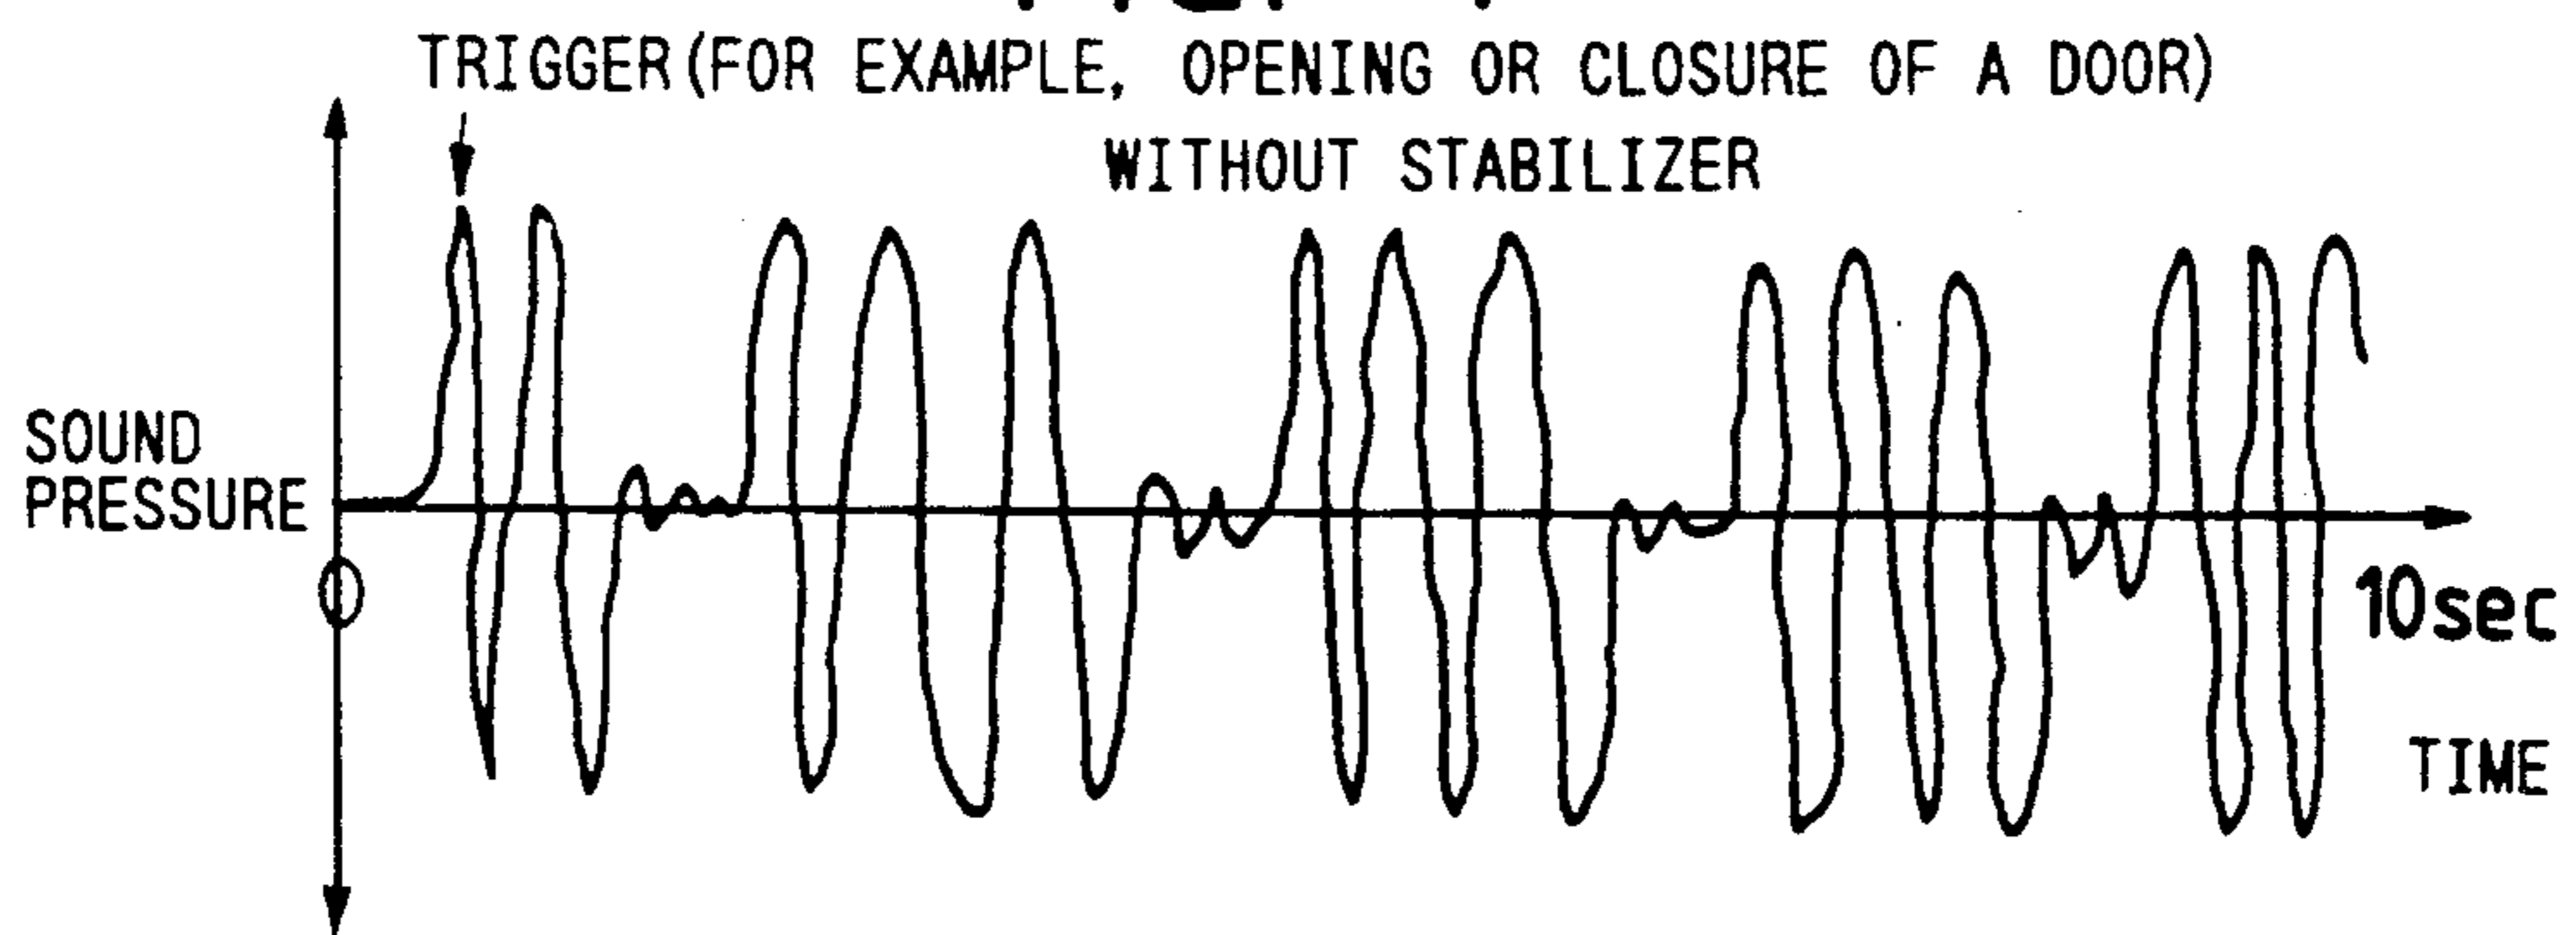 TRIGGER (FOR EXAMPLE, OPENING OR CLOSURE OF A DOOR)
WITHOUT STABILIZER
SOUND
PRESSURE
0
10sec
TIME